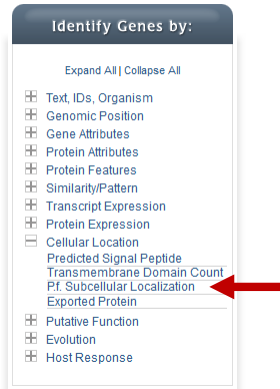 Identify Genes by:
Expand All | Collapse All
Text, IDs, Organism
Genomic Position
Gene Attributes
Protein Attributes
Protein Features
Similarity/Pattern
Transcript Expression
Protein Expression
Cellular Location
Predicted Signal Peptide
Transmembrane Domain Count
P.f. Subcellular Localization
Exported Protein
Putative Function
Evolution
Host Response